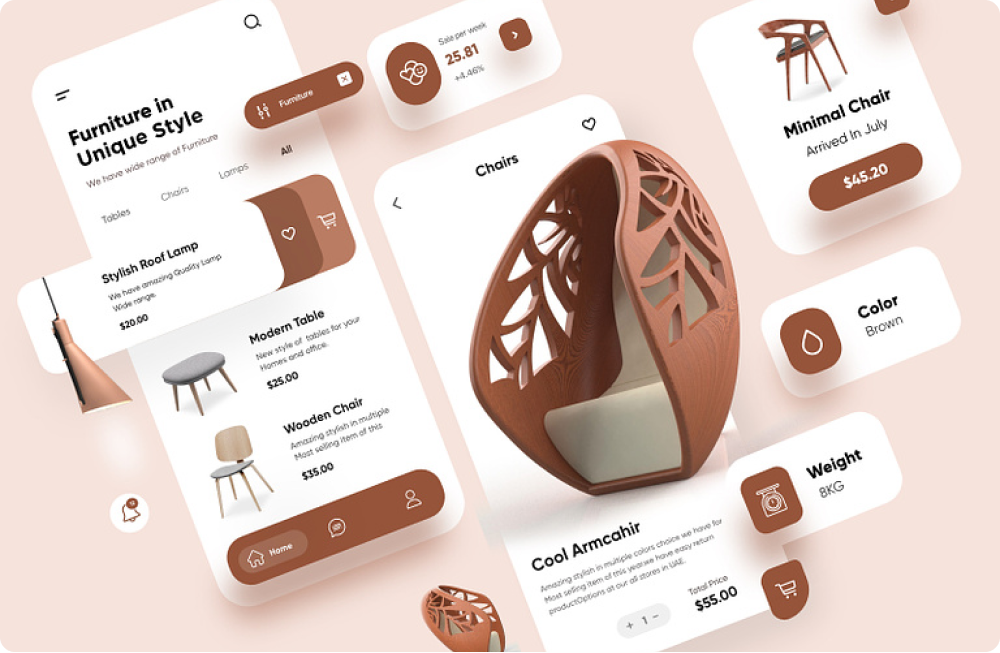 Furniture in
Unique Style
We have wide range of Furniture
Tables
Chairs
Lamps
All
Stylish Roof Lamp
We have amazing Quality Lamp
Wide range.
$20.00
Modern Table
New style of tables for your
Homes and office.
$25.00
Wooden Chair
Amazing stylish in multiple
Most selling item of this
$35.00
Home
Furniture
Sale per week
25.81
+4.46%
Chairs
Cool Armcahir
Amazing stylish in multiple colors choice we have for
Most selling item of this year.we have easy return
productOptions at our all stores in UAE.
+ 1 −
Total Price
$55.00
Minimal Chair
Arrived In July
$45.20
Color
Brown
Weight
8KG